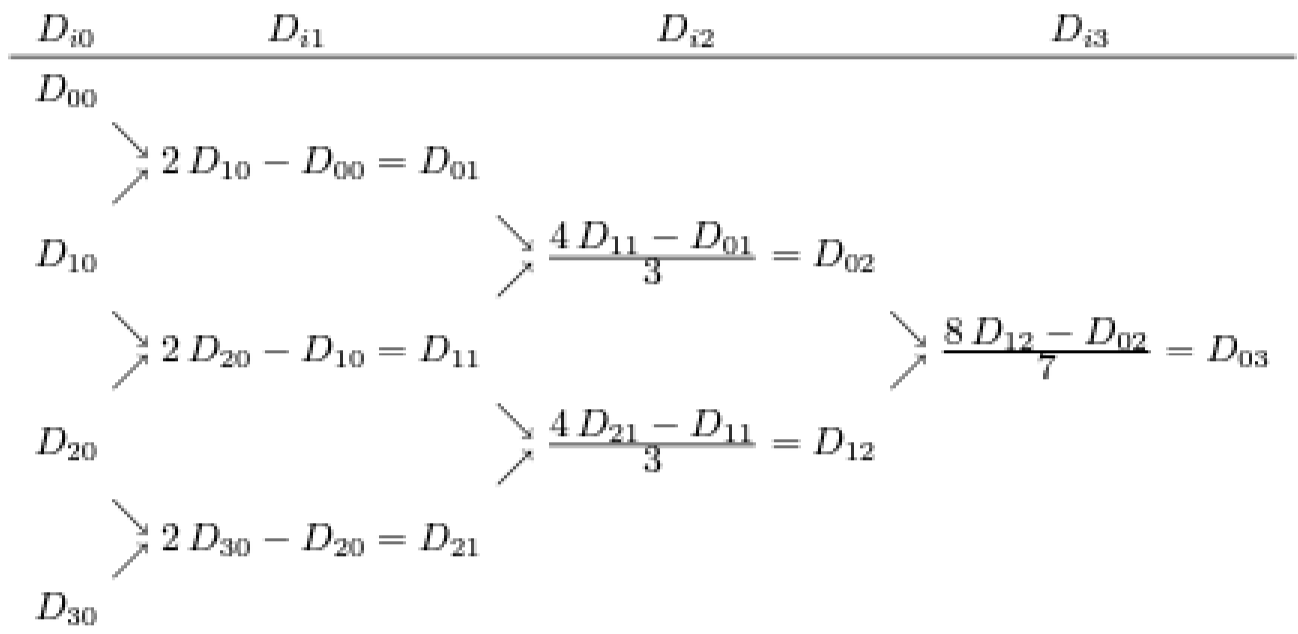 D_{i0} D_{i1} D_{i2} D_{i3}
D_{00}
↘
↗ 2 D_{10} − D_{00} = D_{01}
D_{10} ↘
↗ \frac{4 D_{11} − D_{01}}{3} = D_{02}
↘
↗ 2 D_{20} − D_{10} = D_{11} ↘
↗ \frac{8 D_{12} − D_{02}}{7} = D_{03}
D_{20} ↘
↗ \frac{4 D_{21} − D_{11}}{3} = D_{12}
↘
↗ 2 D_{30} − D_{20} = D_{21}
D_{30}